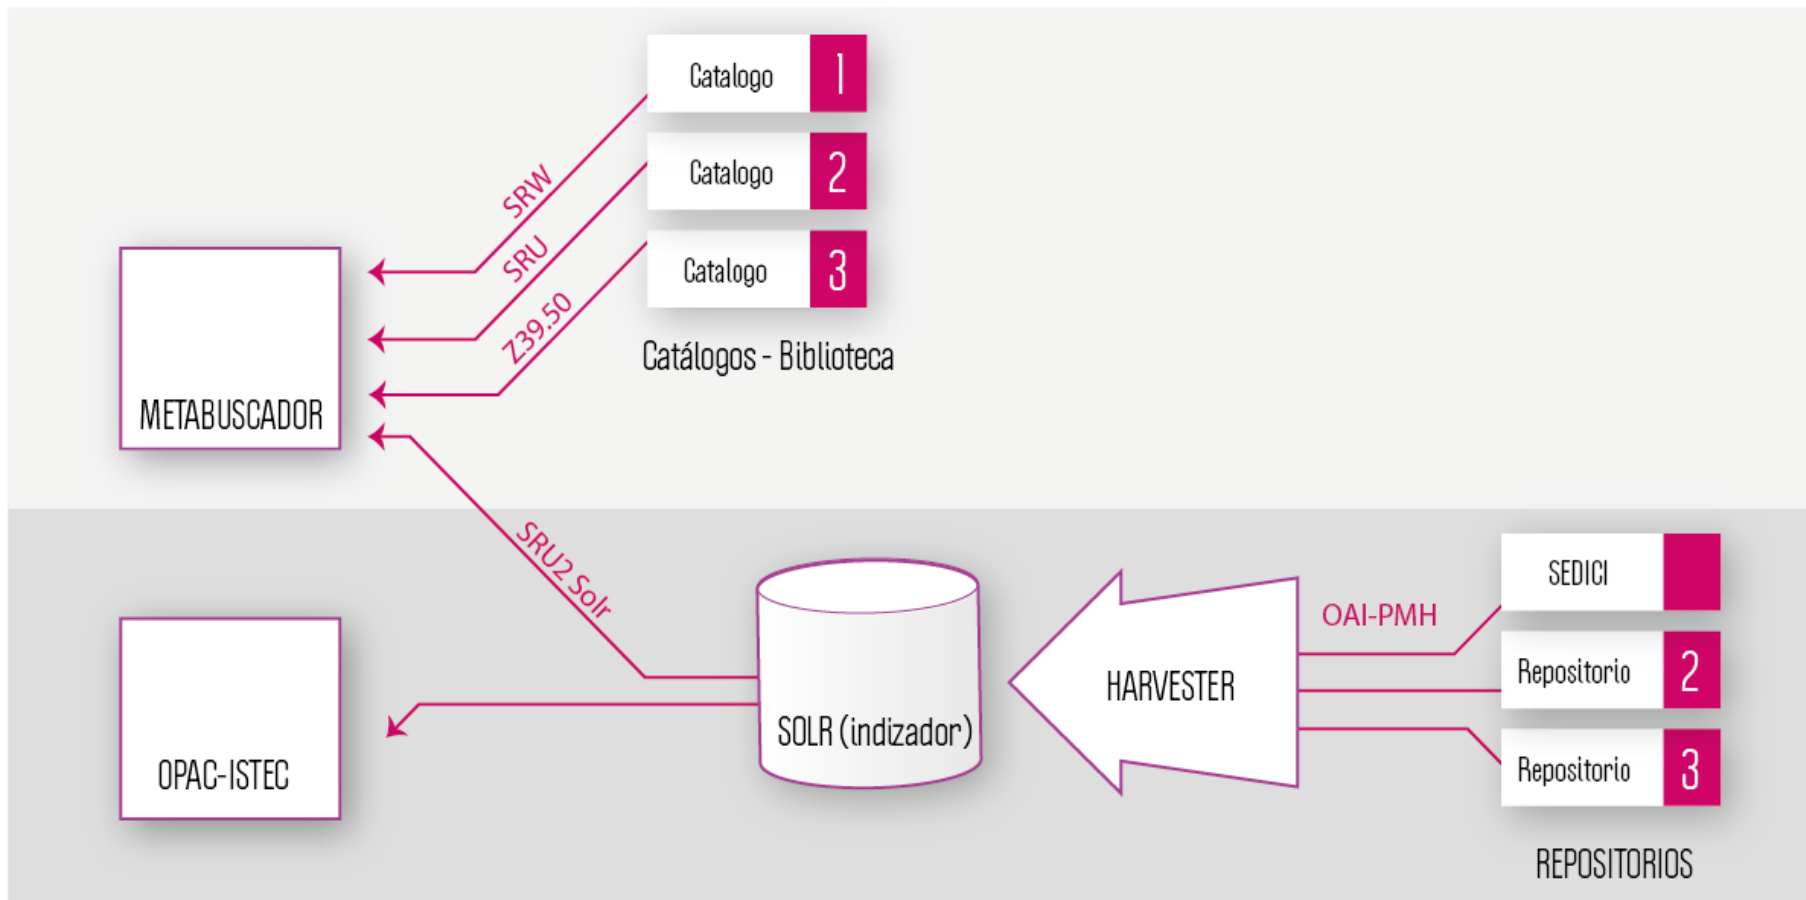 Catalogo 1
Catalogo 2
Catalogo 3
Catálogos - Biblioteca
SRW
SRU
Z39.50
METABUSCADOR
SRU2 Solr
OPAC-ISTEC
SOLR (indizador)
HARVESTER
OAI-PMH
SEDICI
Repositorio 2
Repositorio 3
REPOSITORIOS